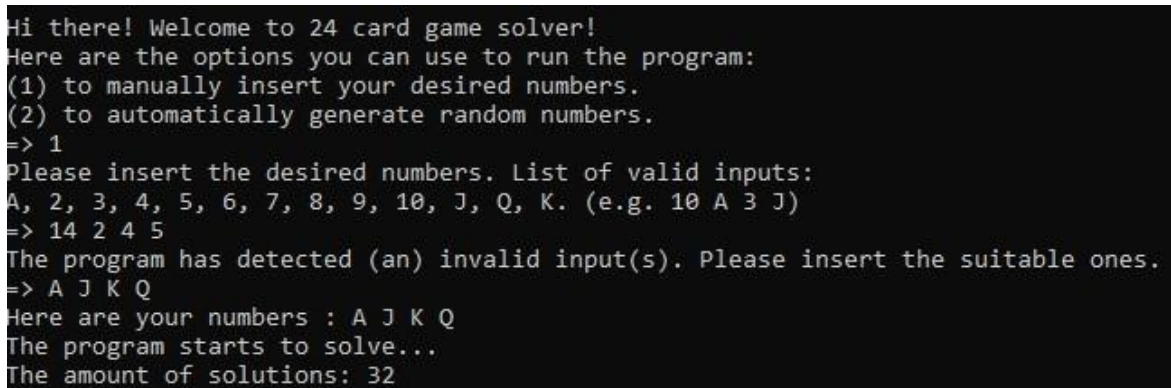 Hi there! Welcome to 24 card game solver!
Here are the options you can use to run the program:
(1) to manually insert your desired numbers.
(2) to automatically generate random numbers.
=> 1
Please insert the desired numbers. List of valid inputs:
A, 2, 3, 4, 5, 6, 7, 8, 9, 10, J, Q, K. (e.g. 10 A 3 J)
=> 14 2 4 5
The program has detected (an) invalid input(s). Please insert the suitable ones.
=> A J K Q
Here are your numbers : A J K Q
The program starts to solve...
The amount of solutions: 32